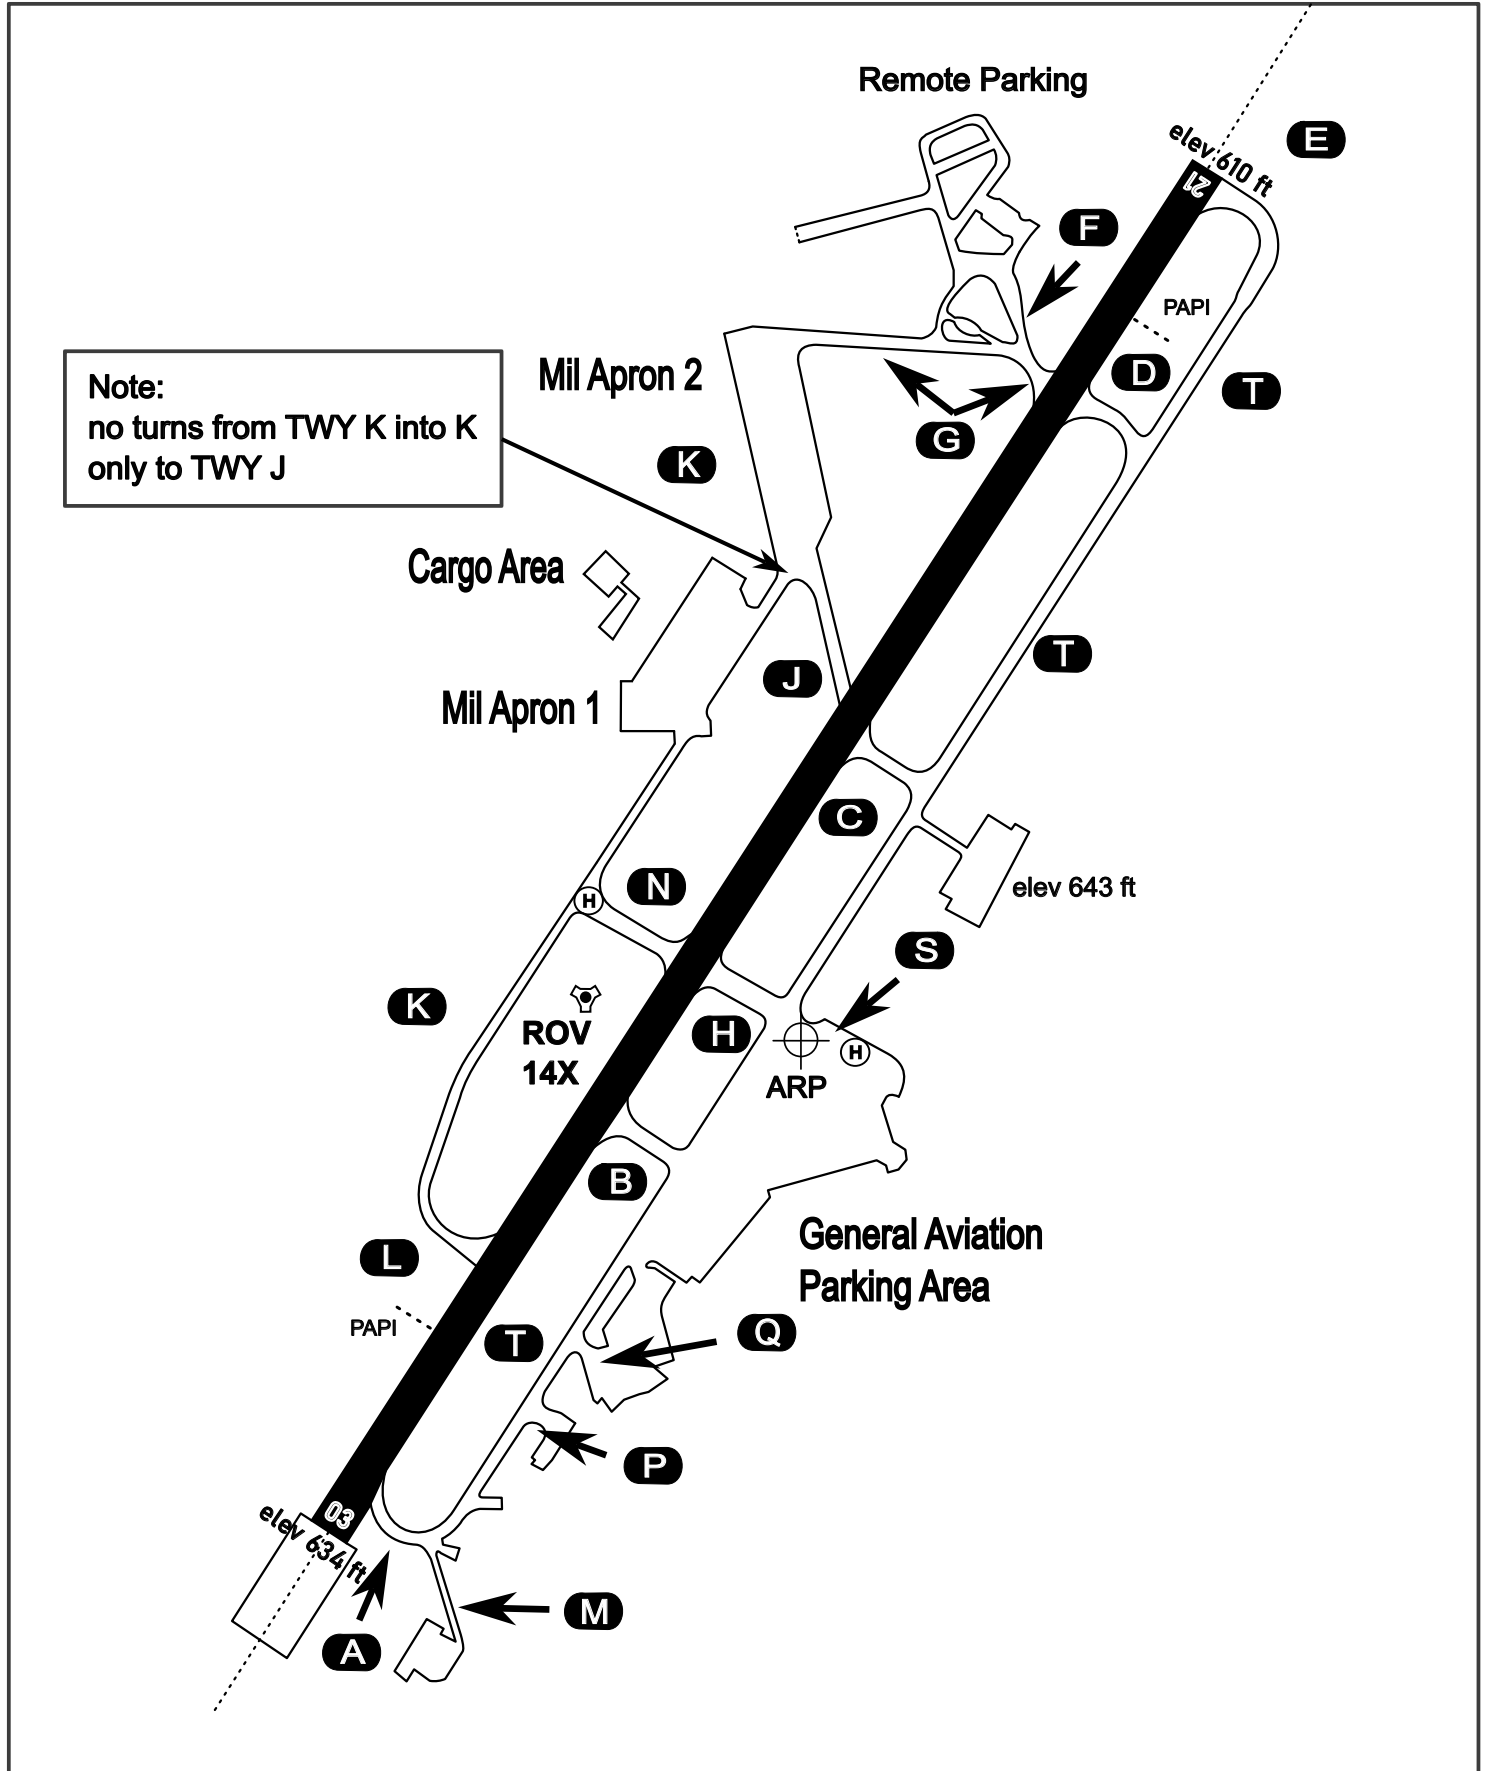 Remote Parking
E
elev 610 ft
21
F
PAPI
D
T
Mil Apron 2
Note:
no turns from TWY K into K
only to TWY J
G
K
Cargo Area
T
J
Mil Apron 1
C
N
H
elev 643 ft
S
K
ROV
14X
H
H
ARP
B
General Aviation
Parking Area
L
PAPI
T
Q
P
03
elev 634 ft
M
A